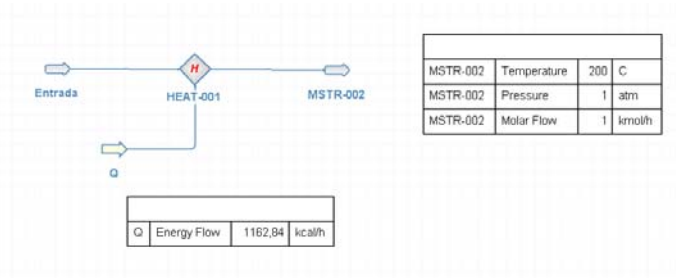 H
Entrada
HEAT-001
MSTR-002
Q
MSTR-002 Temperature 200 C
MSTR-002 Pressure 1 atm
MSTR-002 Molar Flow 1 kmol/h
Q Energy Flow 1162,84 kcal/h